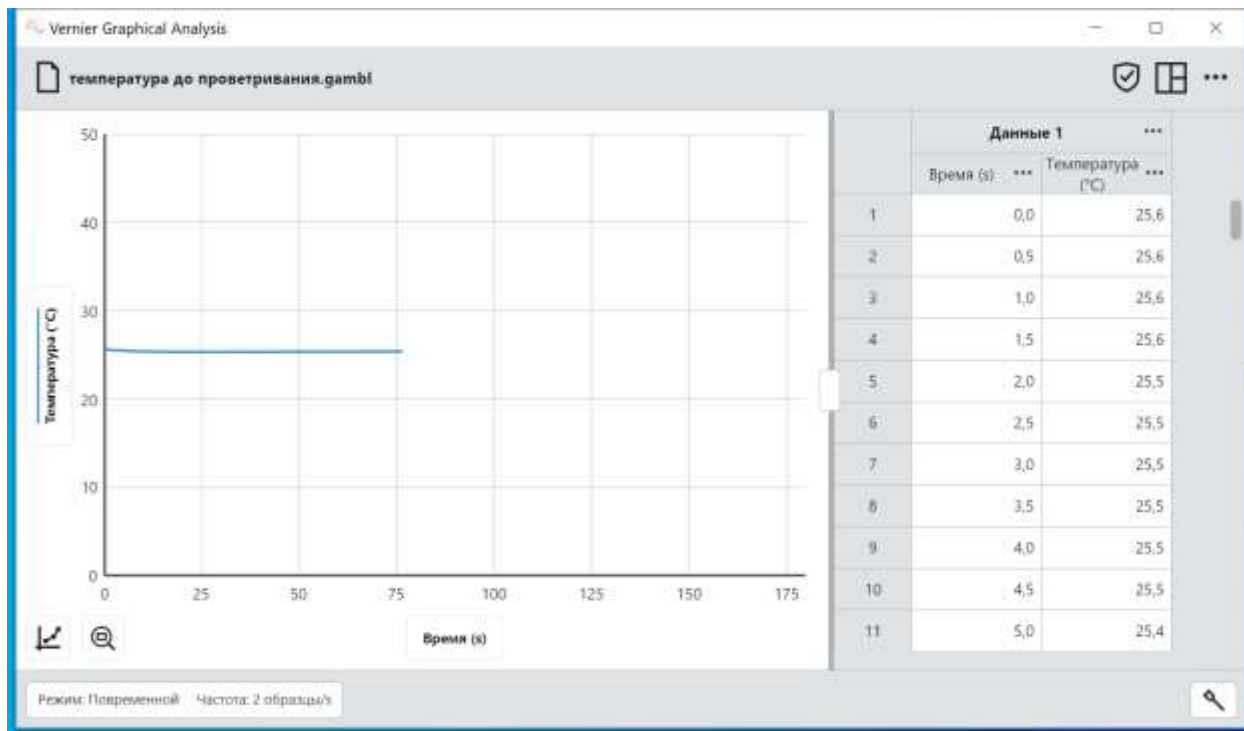 Vernier Graphical Analysis
температура до проветривания.gambl
50
40
30
20
10
0
Температура (°C)
0 25 50 75 100 125 150 175
Время (s)
Данные 1
Время (s) Температура (°C)
1 0,0 25,6
2 0,5 25,6
3 1,0 25,6
4 1,5 25,6
5 2,0 25,5
6 2,5 25,5
7 3,0 25,5
8 3,5 25,5
9 4,0 25,5
10 4,5 25,5
11 5,0 25,4
Режим: Повременной Частота: 2 образцы/s